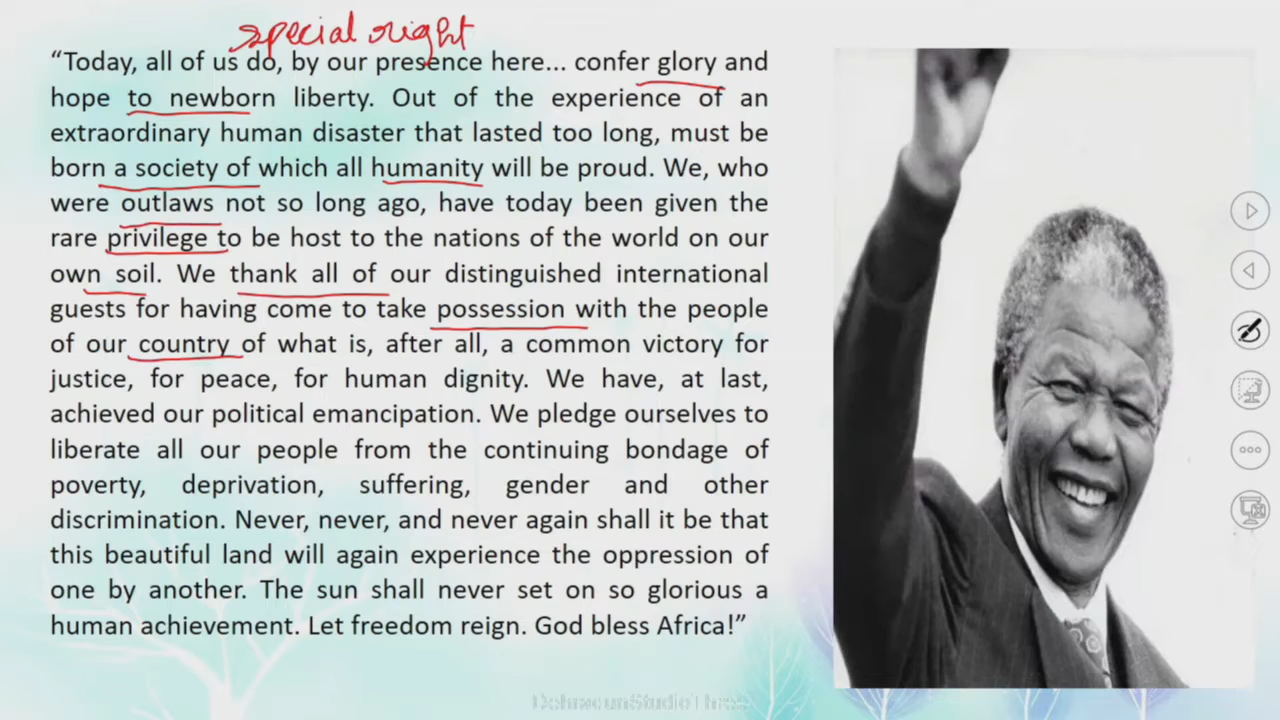 special right
“Today, all of us do, by our presence here... confer glory and
hope to newborn liberty. Out of the experience of an
extraordinary human disaster that lasted too long, must be
born a society of which all humanity will be proud. We, who
were outlaws not so long ago, have today been given the
rare privilege to be host to the nations of the world on our
own soil. We thank all of our distinguished international
guests for having come to take possession with the people
of our country of what is, after all, a common victory for
justice, for peace, for human dignity. We have, at last,
achieved our political emancipation. We pledge ourselves to
liberate all our people from the continuing bondage of
poverty, deprivation, suffering, gender and other
discrimination. Never, never, and never again shall it be that
this beautiful land will again experience the oppression of
one by another. The sun shall never set on so glorious a
human achievement. Let freedom reign. God bless Africa!”